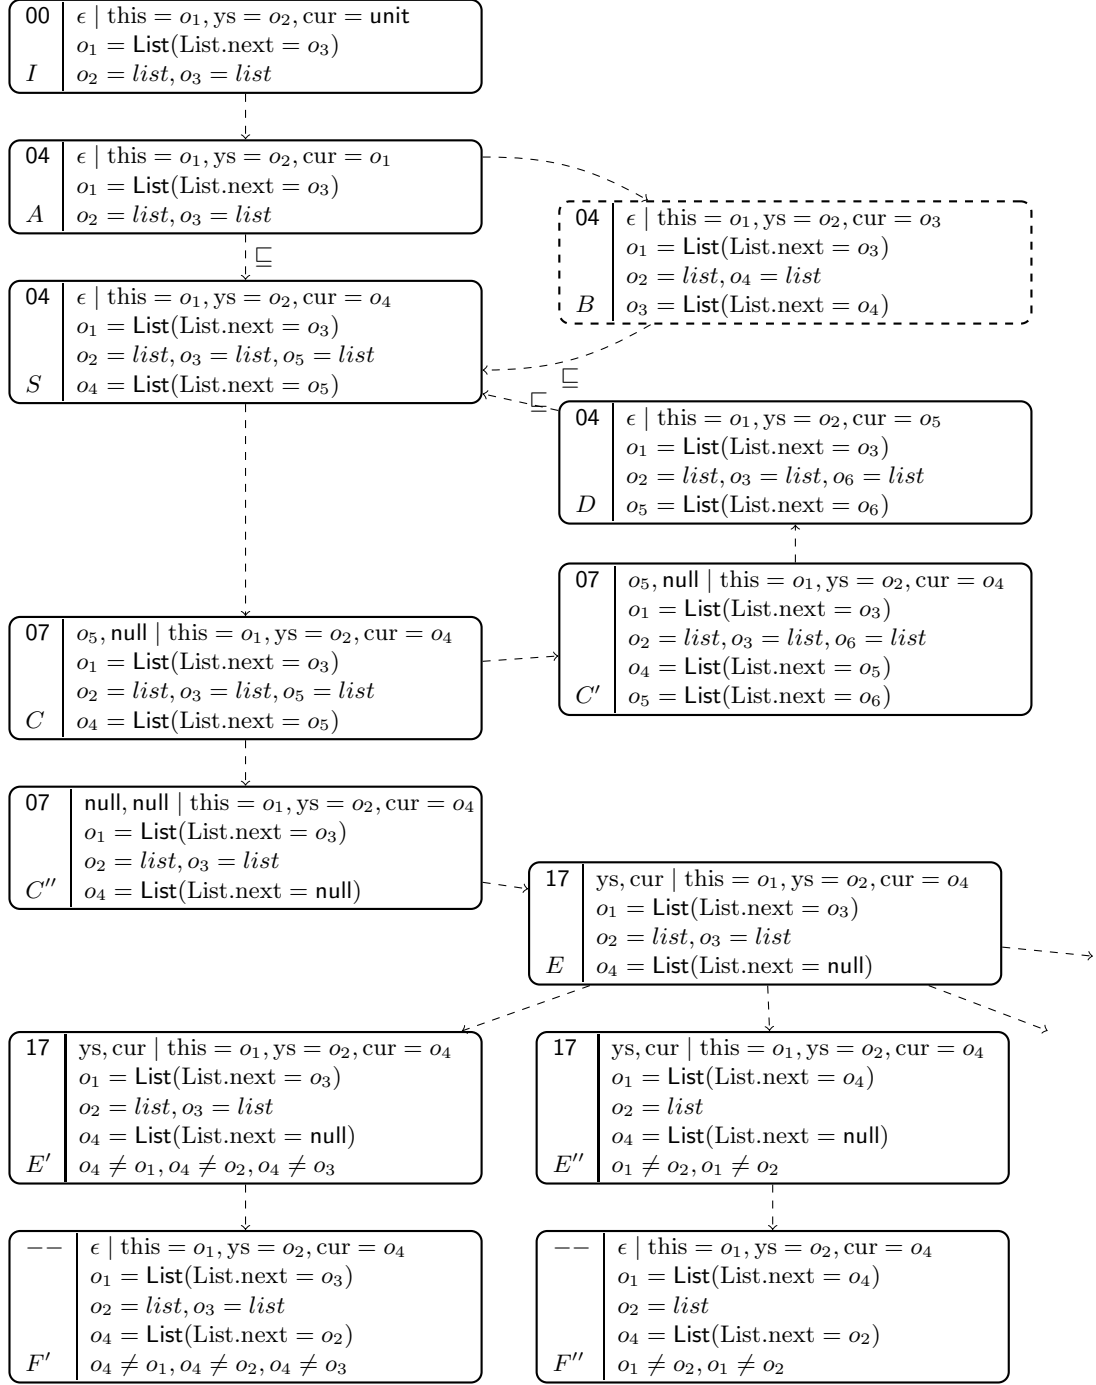 00 ϵ | this = o₁, ys = o₂, cur = unit
o₁ = List(List.next = o₃)
I o₂ = list, o₃ = list
04 ϵ | this = o₁, ys = o₂, cur = o₁
o₁ = List(List.next = o₃)
A o₂ = list, o₃ = list
04 ϵ | this = o₁, ys = o₂, cur = o₃
o₁ = List(List.next = o₃)
o₂ = list, o₄ = list
B o₃ = List(List.next = o₄)
⊑
04 ϵ | this = o₁, ys = o₂, cur = o₄
o₁ = List(List.next = o₃)
o₂ = list, o₃ = list, o₅ = list
S o₄ = List(List.next = o₅)
⊑
⊑
04 ϵ | this = o₁, ys = o₂, cur = o₅
o₁ = List(List.next = o₃)
o₂ = list, o₃ = list, o₆ = list
D o₅ = List(List.next = o₆)
07 o₅, null | this = o₁, ys = o₂, cur = o₄
o₁ = List(List.next = o₃)
o₂ = list, o₃ = list, o₆ = list
o₄ = List(List.next = o₅)
C′ o₅ = List(List.next = o₆)
07 o₅, null | this = o₁, ys = o₂, cur = o₄
o₁ = List(List.next = o₃)
o₂ = list, o₃ = list, o₅ = list
C o₄ = List(List.next = o₅)
07 null, null | this = o₁, ys = o₂, cur = o₄
o₁ = List(List.next = o₃)
o₂ = list, o₃ = list
C′′ o₄ = List(List.next = null)
17 ys, cur | this = o₁, ys = o₂, cur = o₄
o₁ = List(List.next = o₃)
o₂ = list, o₃ = list
E o₄ = List(List.next = null)
17 ys, cur | this = o₁, ys = o₂, cur = o₄
o₁ = List(List.next = o₃)
o₂ = list, o₃ = list
o₄ = List(List.next = null)
E′ o₄ ≠ o₁, o₄ ≠ o₂, o₄ ≠ o₃
17 ys, cur | this = o₁, ys = o₂, cur = o₄
o₁ = List(List.next = o₄)
o₂ = list
o₄ = List(List.next = null)
E′′ o₁ ≠ o₂, o₁ ≠ o₂
−− ϵ | this = o₁, ys = o₂, cur = o₄
o₁ = List(List.next = o₃)
o₂ = list, o₃ = list
o₄ = List(List.next = o₂)
F′ o₄ ≠ o₁, o₄ ≠ o₂, o₄ ≠ o₃
−− ϵ | this = o₁, ys = o₂, cur = o₄
o₁ = List(List.next = o₄)
o₂ = list
o₄ = List(List.next = o₂)
F′′ o₁ ≠ o₂, o₁ ≠ o₂